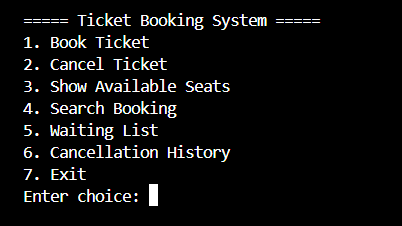 ===== Ticket Booking System =====
1. Book Ticket
2. Cancel Ticket
3. Show Available Seats
4. Search Booking
5. Waiting List
6. Cancellation History
7. Exit
Enter choice: